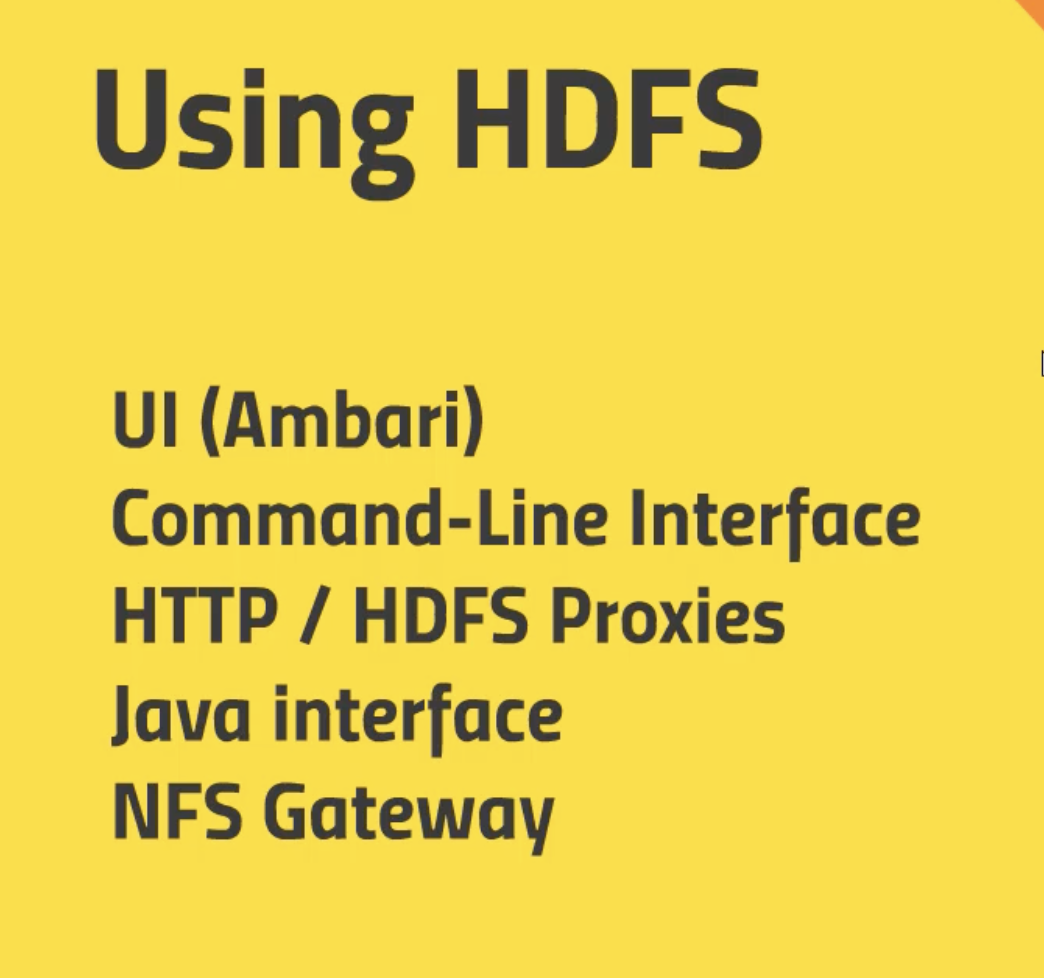 Using HDFS
UI (Ambari)
Command-Line Interface
HTTP / HDFS Proxies
Java interface
NFS Gateway